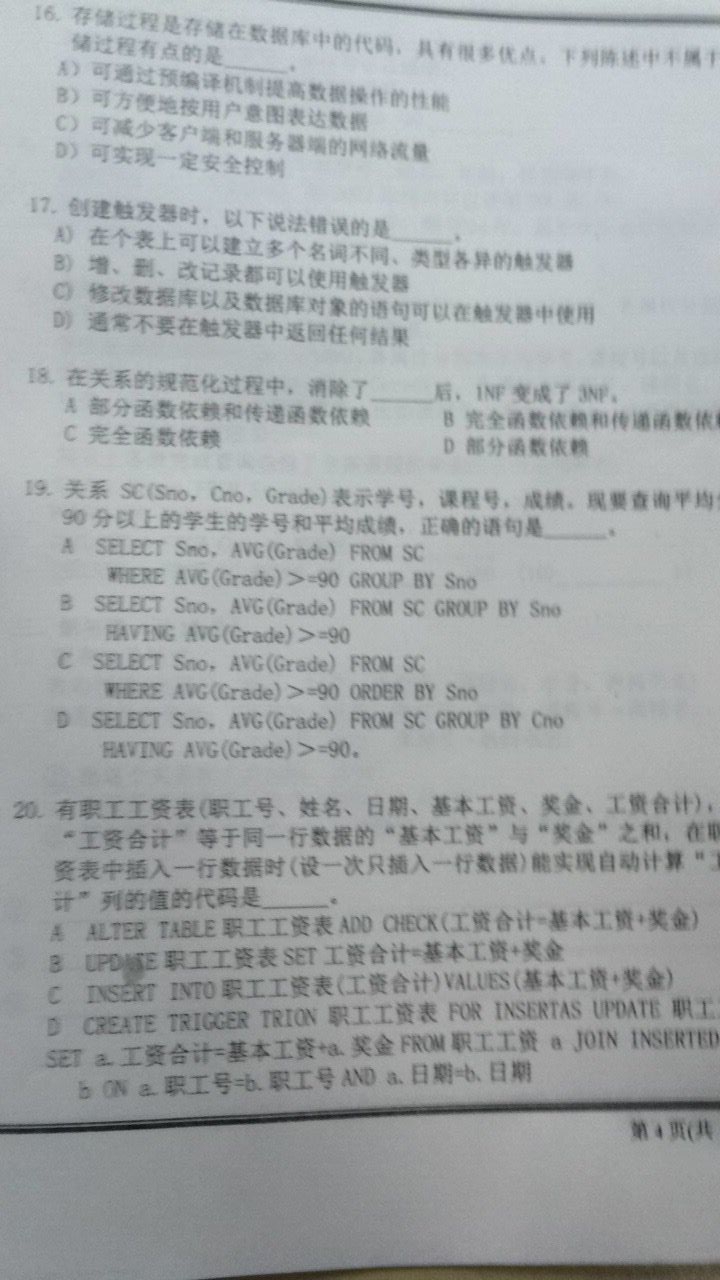 16. 存储过程是存储在数据库中的代码，具有很多优点。下列陈述中不属于
储过程有点的是______。
A）可通过预编译机制提高数据操作的性能
B）可方便地按用户意图表达数据
C）可减少客户端和服务器端的网络流量
D）可实现一定安全控制
17. 创建触发器时，以下说法错误的是______。
A）在个表上可以建立多个名词不同、类型各异的触发器
B）增、删、改记录都可以使用触发器
C）修改数据库以及数据库对象的语句可以在触发器中使用
D）通常不要在触发器中返回任何结果
18. 在关系的规范化过程中，消除了______后，1NF 变成了 3NF。
A 部分函数依赖和传递函数依赖 B 完全函数依赖和传递函数依
C 完全函数依赖 D 部分函数依赖
19. 关系 SC(Sno，Cno，Grade)表示学号，课程号，成绩。现要查询平均
90 分以上的学生的学号和平均成绩，正确的语句是______。
A SELECT Sno，AVG(Grade) FROM SC
WHERE AVG(Grade)>=90 GROUP BY Sno
B SELECT Sno，AVG(Grade) FROM SC GROUP BY Sno
HAVING AVG(Grade)>=90
C SELECT Sno，AVG(Grade) FROM SC
WHERE AVG(Grade)>=90 ORDER BY Sno
D SELECT Sno，AVG(Grade) FROM SC GROUP BY Cno
HAVING AVG(Grade)>=90。
20. 有职工工资表(职工号、姓名、日期、基本工资、奖金、工资合计)，
“工资合计”等于同一行数据的“基本工资”与“奖金”之和，在职
资表中插入一行数据时(设一次只插入一行数据)能实现自动计算“工
计”列的值的代码是______。
A ALTER TABLE 职工工资表 ADD CHECK(工资合计=基本工资+奖金)
B UPDATE 职工工资表 SET 工资合计=基本工资+奖金
C INSERT INTO 职工工资表(工资合计)VALUES(基本工资+奖金)
D CREATE TRIGGER TRION 职工工资表 FOR INSERTAS UPDATE 职工
SET a.工资合计=基本工资+a.奖金 FROM 职工工资 a JOIN INSERTED
b ON a.职工号=b.职工号 AND a.日期=b.日期
第 4 页(共